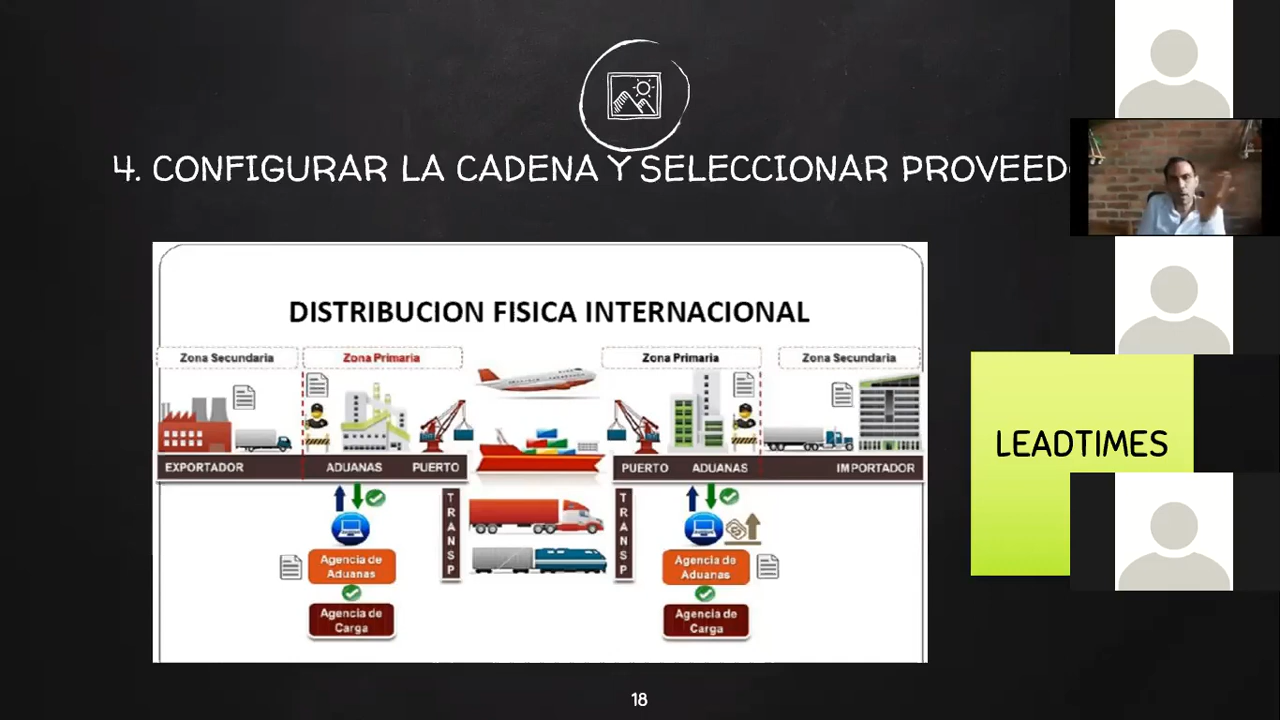 4. CONFIGURAR LA CADENA Y SELECCIONAR
DISTRIBUCION FISICA INTERNACIONAL
Zona Secundaria
Zona Primaria
Zona Primaria
Zona Secundaria
EXPORTADOR
ADUANAS
PUERTO
PUERTO
ADUANAS
IMPORTADOR
LEADTIMES
TRANSP
TRANSP
Agencia de
Aduanas
Agencia de
Carga
Agencia de
Aduanas
Agencia de
Carga
18